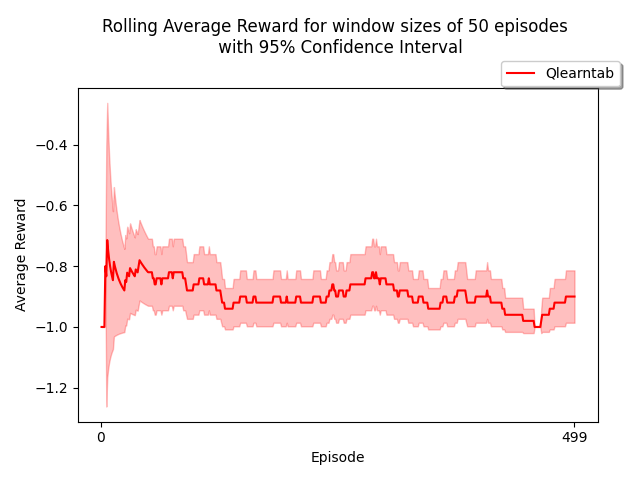 Rolling Average Reward for window sizes of 50 episodes
with 95% Confidence Interval
Qlearntab
−0.4
−0.6
−0.8
−1.0
−1.2
Average Reward
0
499
Episode